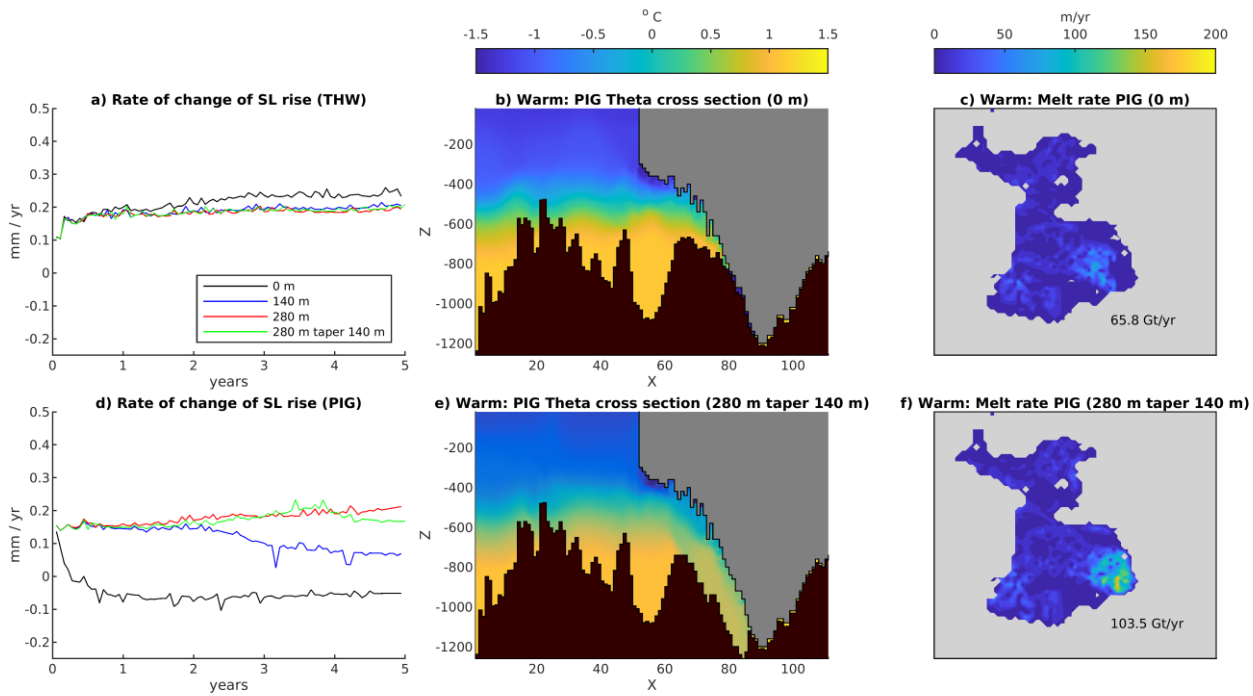 ° C
-1.5 -1 -0.5 0 0.5 1 1.5
m/yr
0 50 100 150 200
a) Rate of change of SL rise (THW)
0.5
0.4
0.3
0.2
0.1
0
-0.1
-0.2
mm / yr
0 m
140 m
280 m
280 m taper 140 m
0 1 2 3 4 5
years
b) Warm: PIG Theta cross section (0 m)
-200
-400
-600
-800
-1000
-1200
Z
20 40 60 80 100
X
c) Warm: Melt rate PIG (0 m)
65.8 Gt/yr
d) Rate of change of SL rise (PIG)
0.5
0.4
0.3
0.2
0.1
0
-0.1
-0.2
mm / yr
0 1 2 3 4 5
years
e) Warm: PIG Theta cross section (280 m taper 140 m)
-200
-400
-600
-800
-1000
-1200
Z
20 40 60 80 100
X
f) Warm: Melt rate PIG (280 m taper 140 m)
103.5 Gt/yr